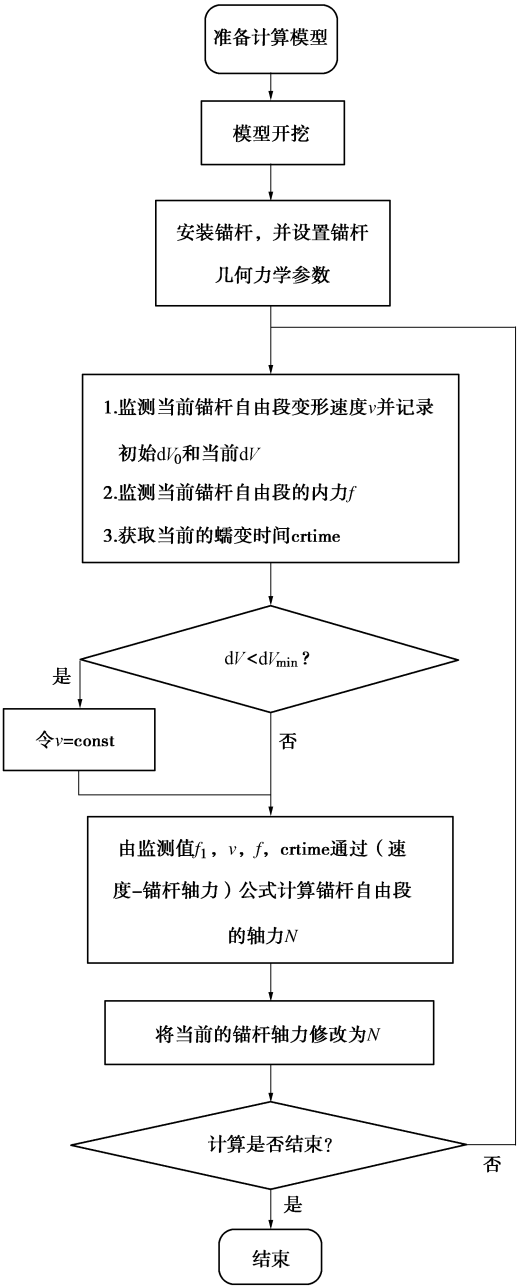 准备计算模型
模型开挖
安装锚杆，并设置锚杆
几何力学参数
1.监测当前锚杆自由段变形速度v并记录
初始dV₀和当前dV
2.监测当前锚杆自由段的内力f
3.获取当前的蠕变时间crtime
dV<dVmin？
是
令v=const
否
由监测值f₁，v，f，crtime通过（速
度-锚杆轴力）公式计算锚杆自由段
的轴力N
将当前的锚杆轴力修改为N
计算是否结束？
否
是
结束